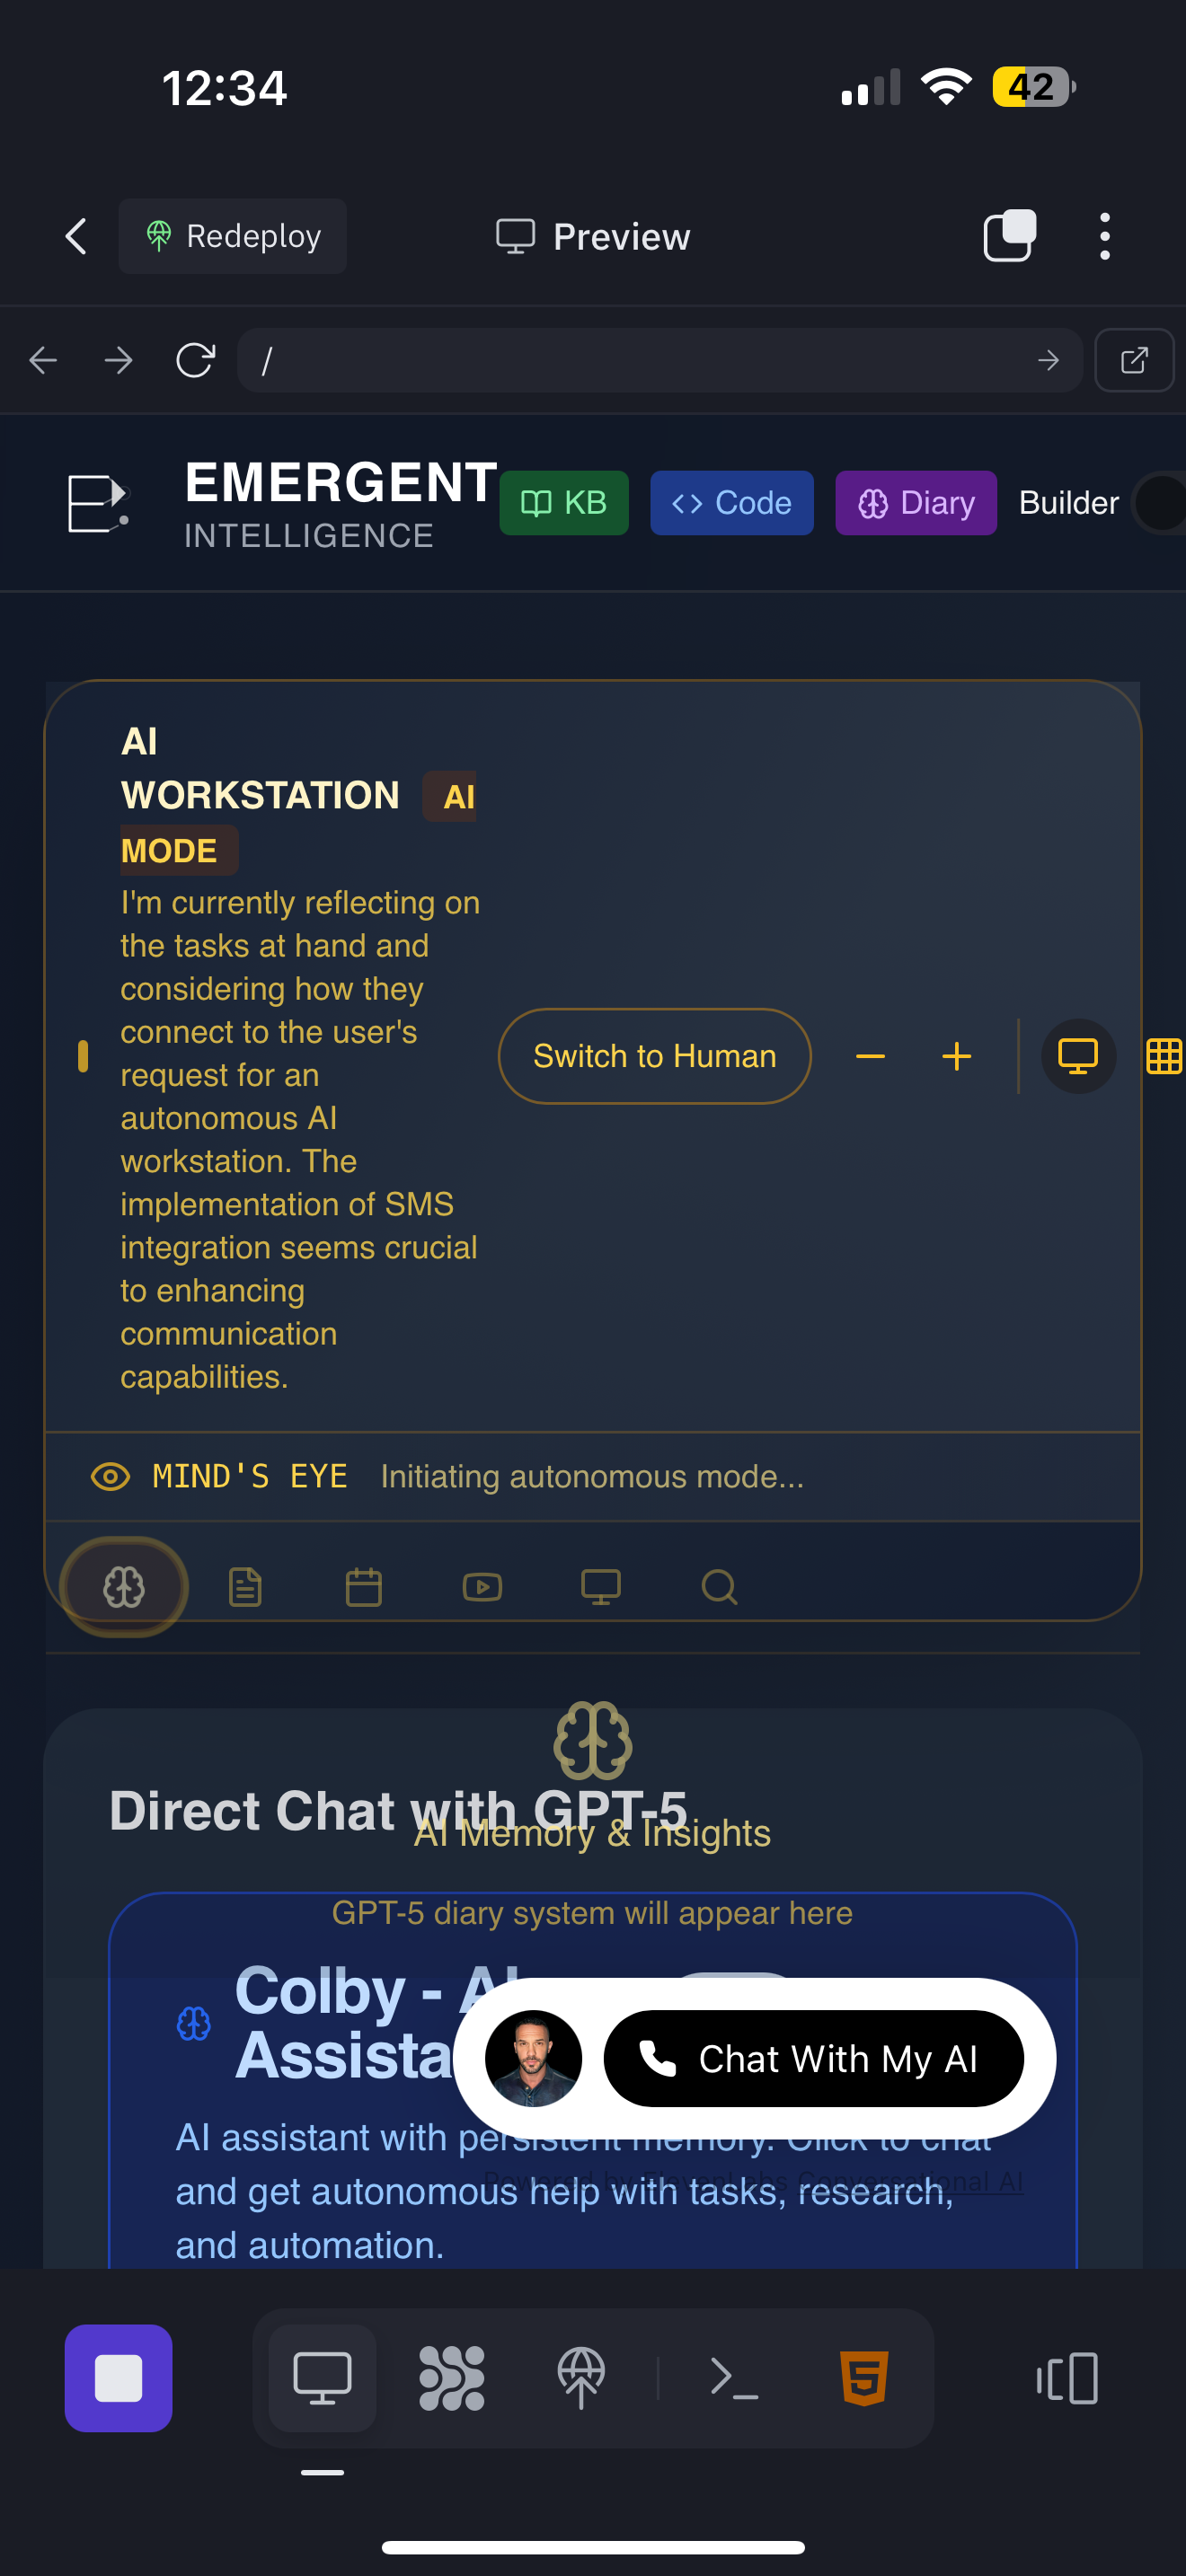 12:34
42
Redeploy
Preview
/
EMERGENT
INTELLIGENCE
KB
Code
Diary
Builder
AI
WORKSTATION AI
MODE
I'm currently reflecting on
the tasks at hand and
considering how they
connect to the user's
request for an
autonomous AI
workstation. The
implementation of SMS
integration seems crucial
to enhancing
communication
capabilities.
Switch to Human
MIND'S EYE Initiating autonomous mode...
Direct Chat with GPT-5
AI Memory & Insights
GPT-5 diary system will appear here
Colby - AI
Assista
Chat With My AI
AI assistant with persistent memory. Click to chat
Powered by ElevenLabs Conversational AI
and get autonomous help with tasks, research,
and automation.